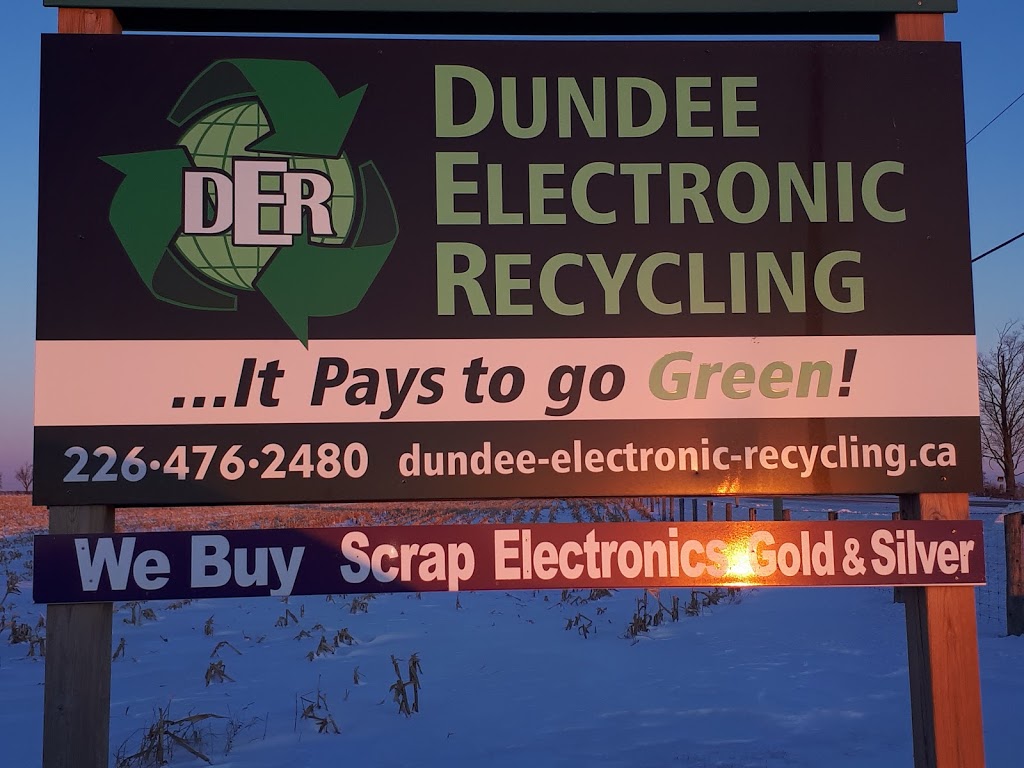 DER
DUNDEE
ELECTRONIC
RECYCLING
...It Pays to go Green!
226·476·2480 dundee-electronic-recycling.ca
We Buy Scrap Electronics Gold & Silver